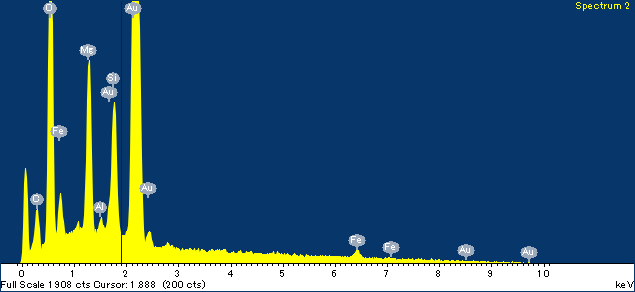 Spectrum 2
O Au
Mg
Si
Au
Fe
Au
C Al
Fe Fe Au Au
0 1 2 3 4 5 6 7 8 9 10
Full Scale 1908 cts Cursor: 1.888 (200 cts) keV